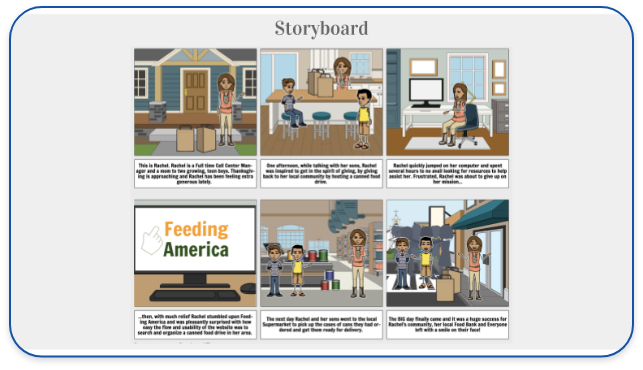 Storyboard
This is Rachel. Rachel is a full time Call Center Man-
ager and a mom to two growing, teen boys. Thanksgiv-
ing is approaching and Rachel has been feeling extra
generous lately.
One afternoon, while talking with her sons, Rachel
was inspired to get in the spirit of giving, by giving
back to her local community by hosting a canned food
drive.
Rachel quickly jumped on her computer and spent
several hours to no avail looking for resources to help
assist her. Frustrated, Rachel was about to give up on
her mission...
Feeding
America
...then, with much relief Rachel stumbled upon Feed-
ing America and was pleasantly surprised with how
easy the flow and usability of the website was to
search and organize a canned food drive in her area.
The next day Rachel and her sons went to the local
Supermarket to pick up the cases of cans they had or-
dered and get them ready for delivery.
The BIG day finally came and it was a huge success for
Rachel's community, her local Food Bank and Everyone
left with a smile on their face!